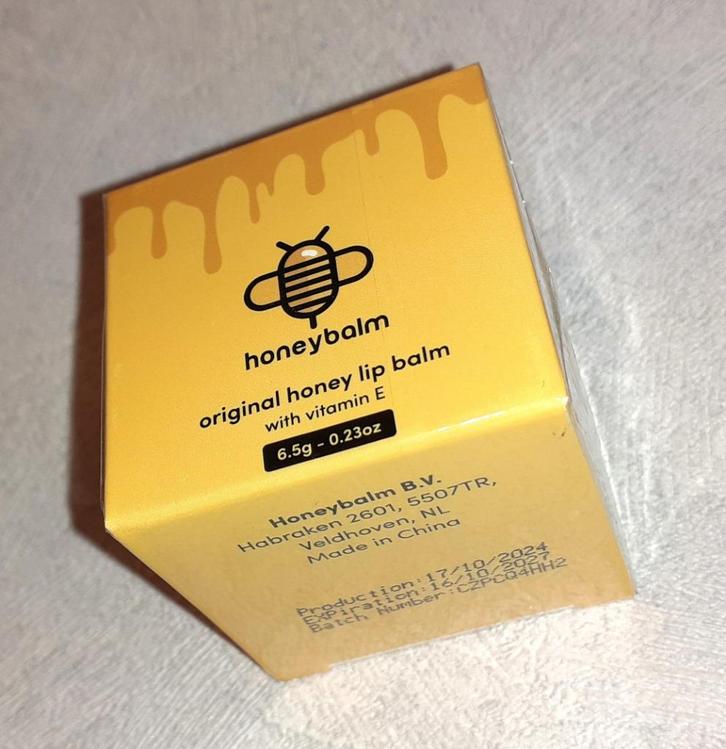 honeybalm
original honey lip balm
with vitamin E
6.5g - 0.23oz
Honeybalm B.V.
Habraken 2601, 5507TR,
Veldhoven, NL
Made in China
Production:17/10/2024
Expiration:16/10/2027
Batch Number:CZPCQ4HH2